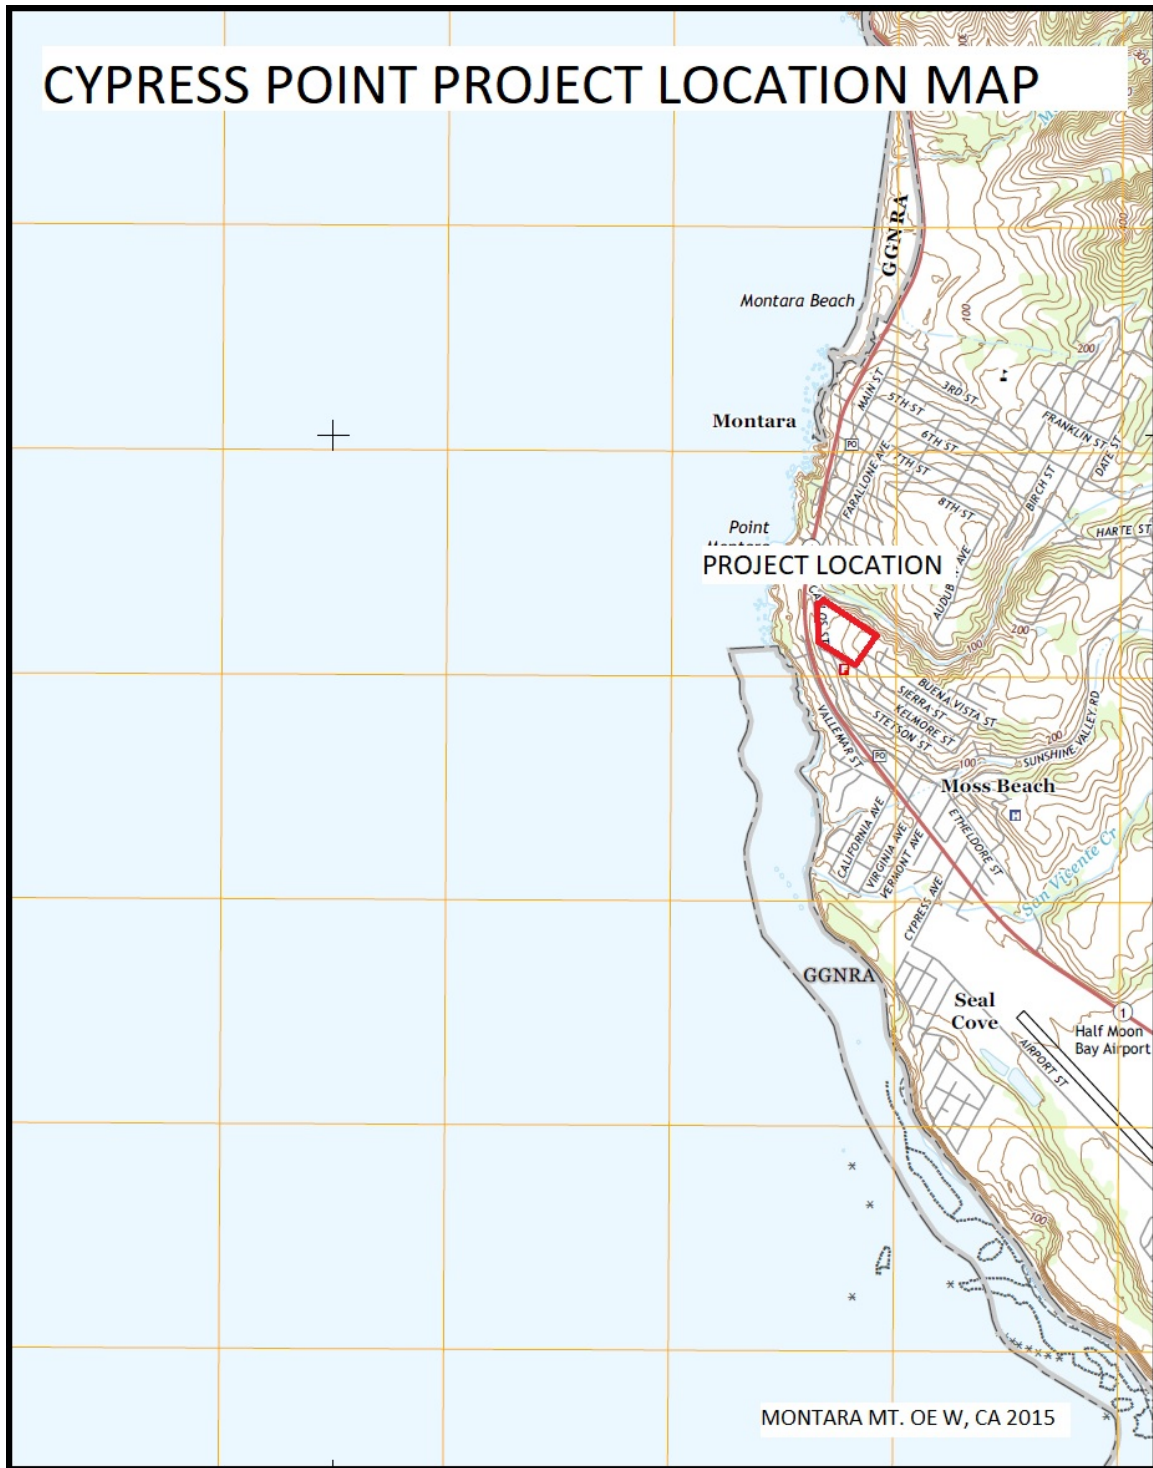 CYPRESS POINT PROJECT LOCATION MAP
300
400
GGNRA
Montara Beach
100
200
MAIN ST
3RD ST
5TH ST
Montara
FRANKLIN ST
6TH ST
DATE ST
PO
7TH ST
FARALLONE AVE
BIRCH ST
8TH ST
Point
HARTE ST
PROJECT LOCATION
200
100
BUENA VISTA ST
SIERRA ST
KELMORE ST
STETSON ST
VALLEMAR ST
200
SUNSHINE VALLEY RD
PO
100
Moss Beach
H
CALIFORNIA AVE
VIRGINIA AVE
VERMONT AVE
ETHELDORE ST
San Vicente Cr
CYPRESS AVE
GGNRA
Seal
Cove
1
Half Moon
Bay Airport
AIRPORT ST
100
MONTARA MT. OE W, CA 2015